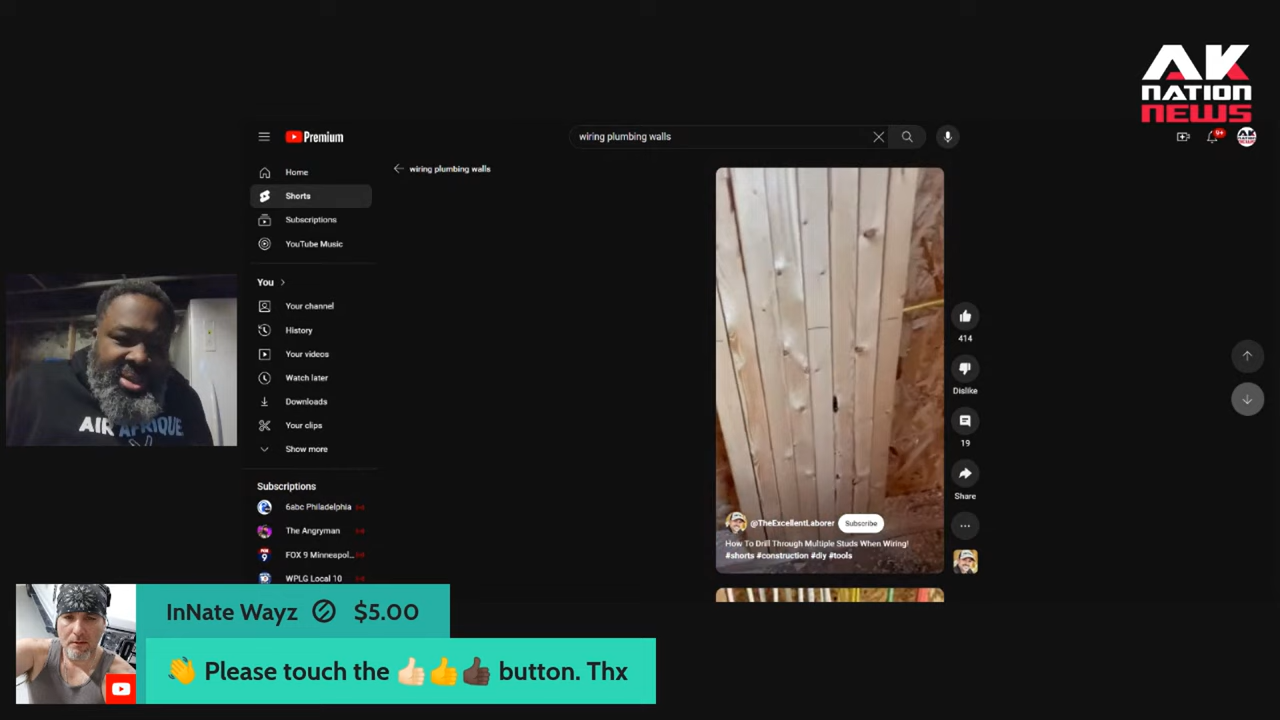 AK
NATION
NEWS
Premium
wiring plumbing walls
9+
Home
wiring plumbing walls
Shorts
Subscriptions
YouTube Music
You
Your channel
History
Your videos
Watch later
Downloads
Your clips
Show more
Subscriptions
6abc Philadelphia
The Angryman
FOX 9 Minneapol...
WPLG Local 10
AIR AFRIQUE
414
Dislike
19
Share
@TheExcellentLaborer
Subscribe
How To Drill Through Multiple Studs When Wiring!
#shorts #construction #diy #tools
InNate Wayz $5.00
👋 Please touch the 👍🏻👍👍🏿 button. Thx